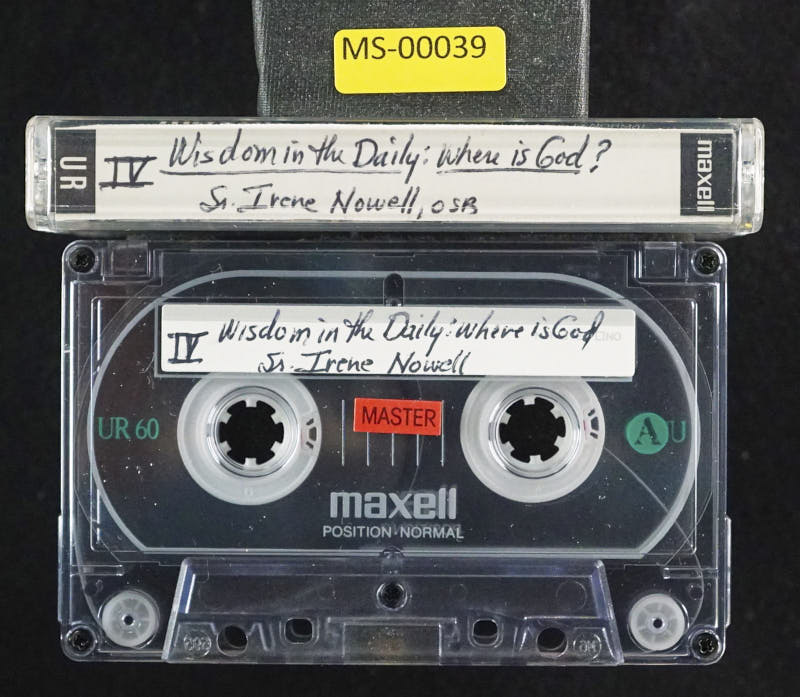 MS-00039
UR
IV Wisdom in the Daily: Where is God?
Sr. Irene Nowell, OSB
maxell
IV Wisdom in the Daily: Where is God
Sr. Irene Nowell
UR 60
MASTER
A U
maxell
POSITION·NORMAL